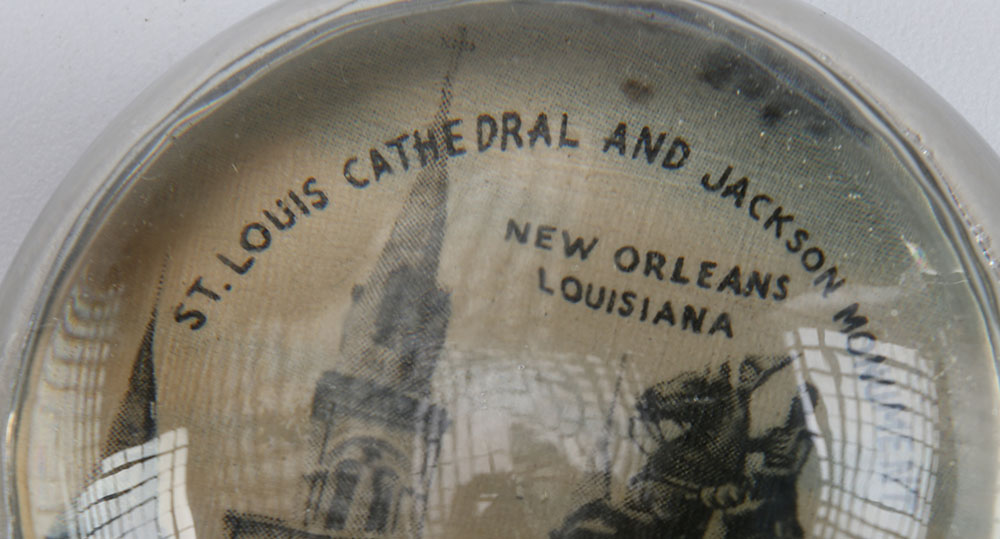 ST. LOUIS CATHEDRAL AND JACKSON MONUMENT
NEW ORLEANS
LOUISIANA